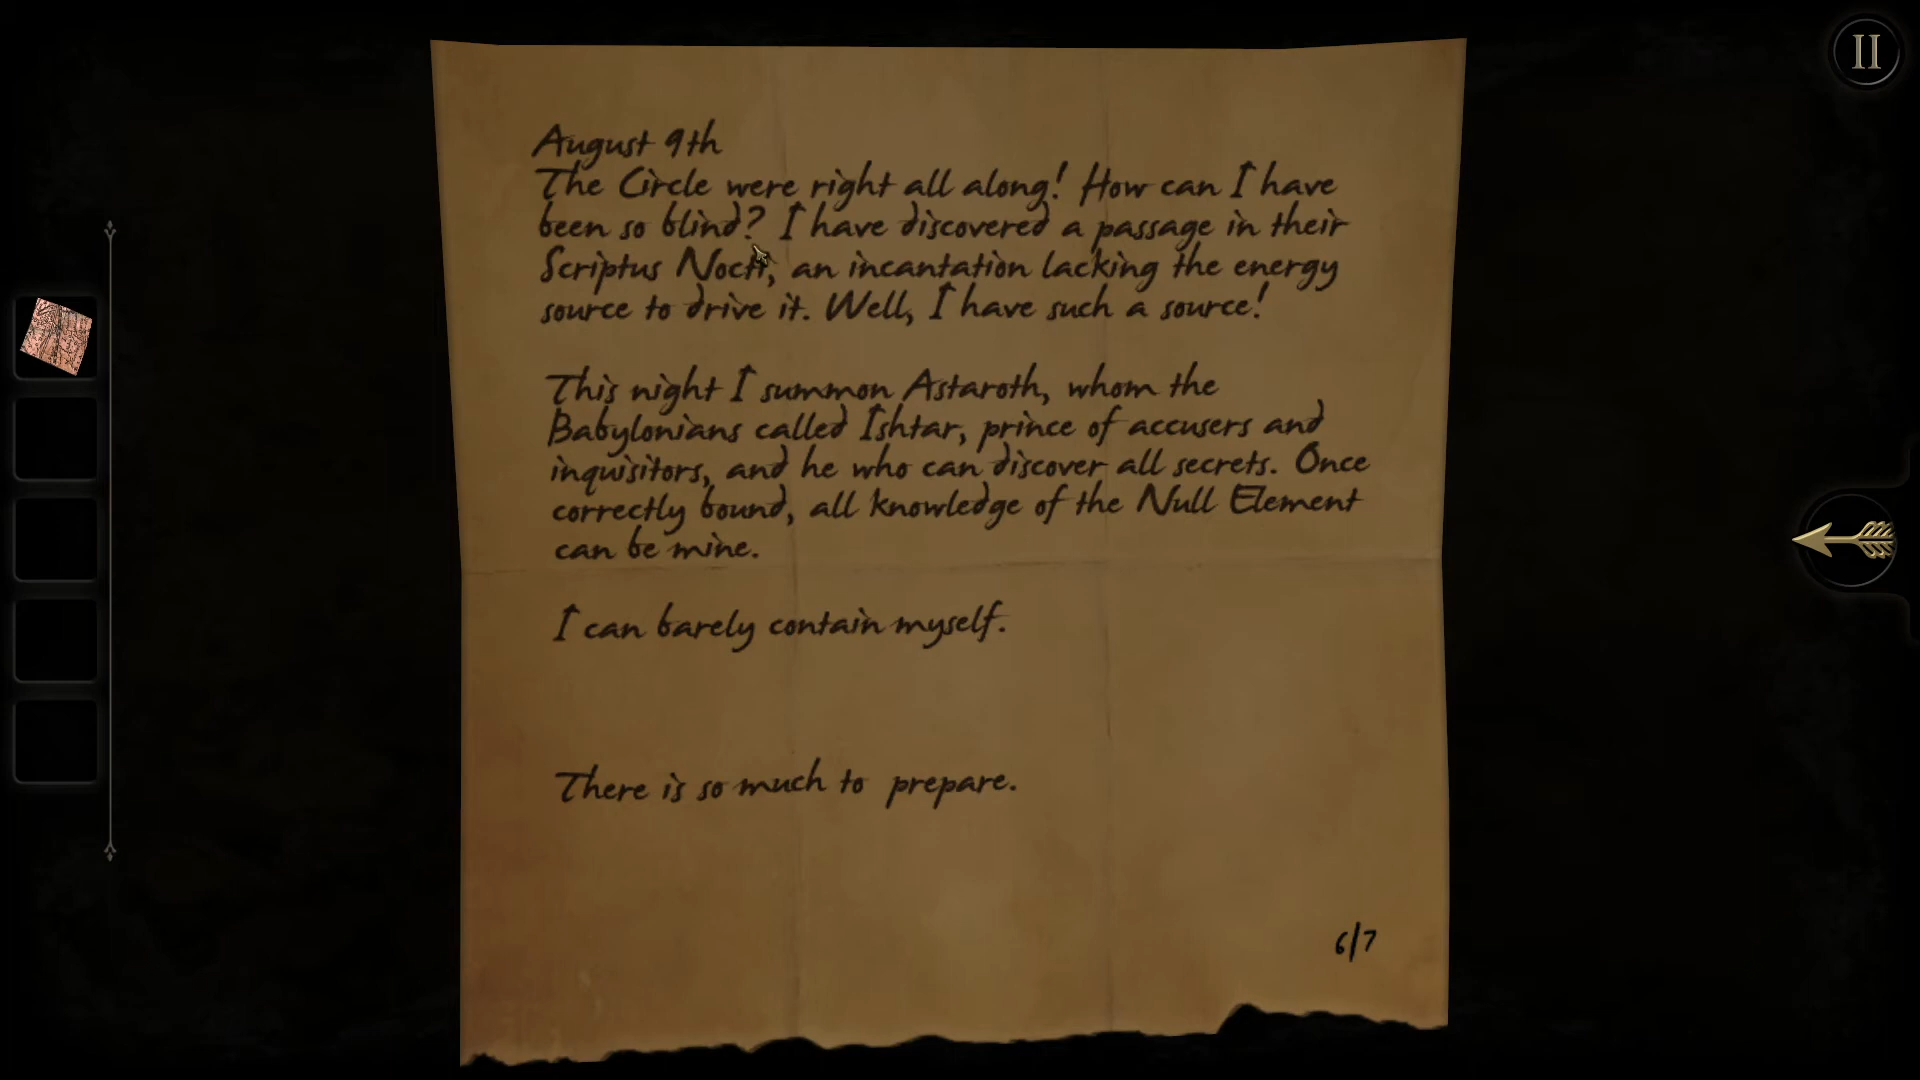 August 9th
The Circle were right all along! How can I have
been so blind? I have discovered a passage in their
Scriptus Nocti, an incantation lacking the energy
source to drive it. Well, I have such a source!
This night I summon Astaroth, whom the
Babylonians called Ishtar, prince of accusers and
inquisitors, and he who can discover all secrets. Once
correctly bound, all knowledge of the Null Element
can be mine.
I can barely contain myself.
There is so much to prepare.
6/7